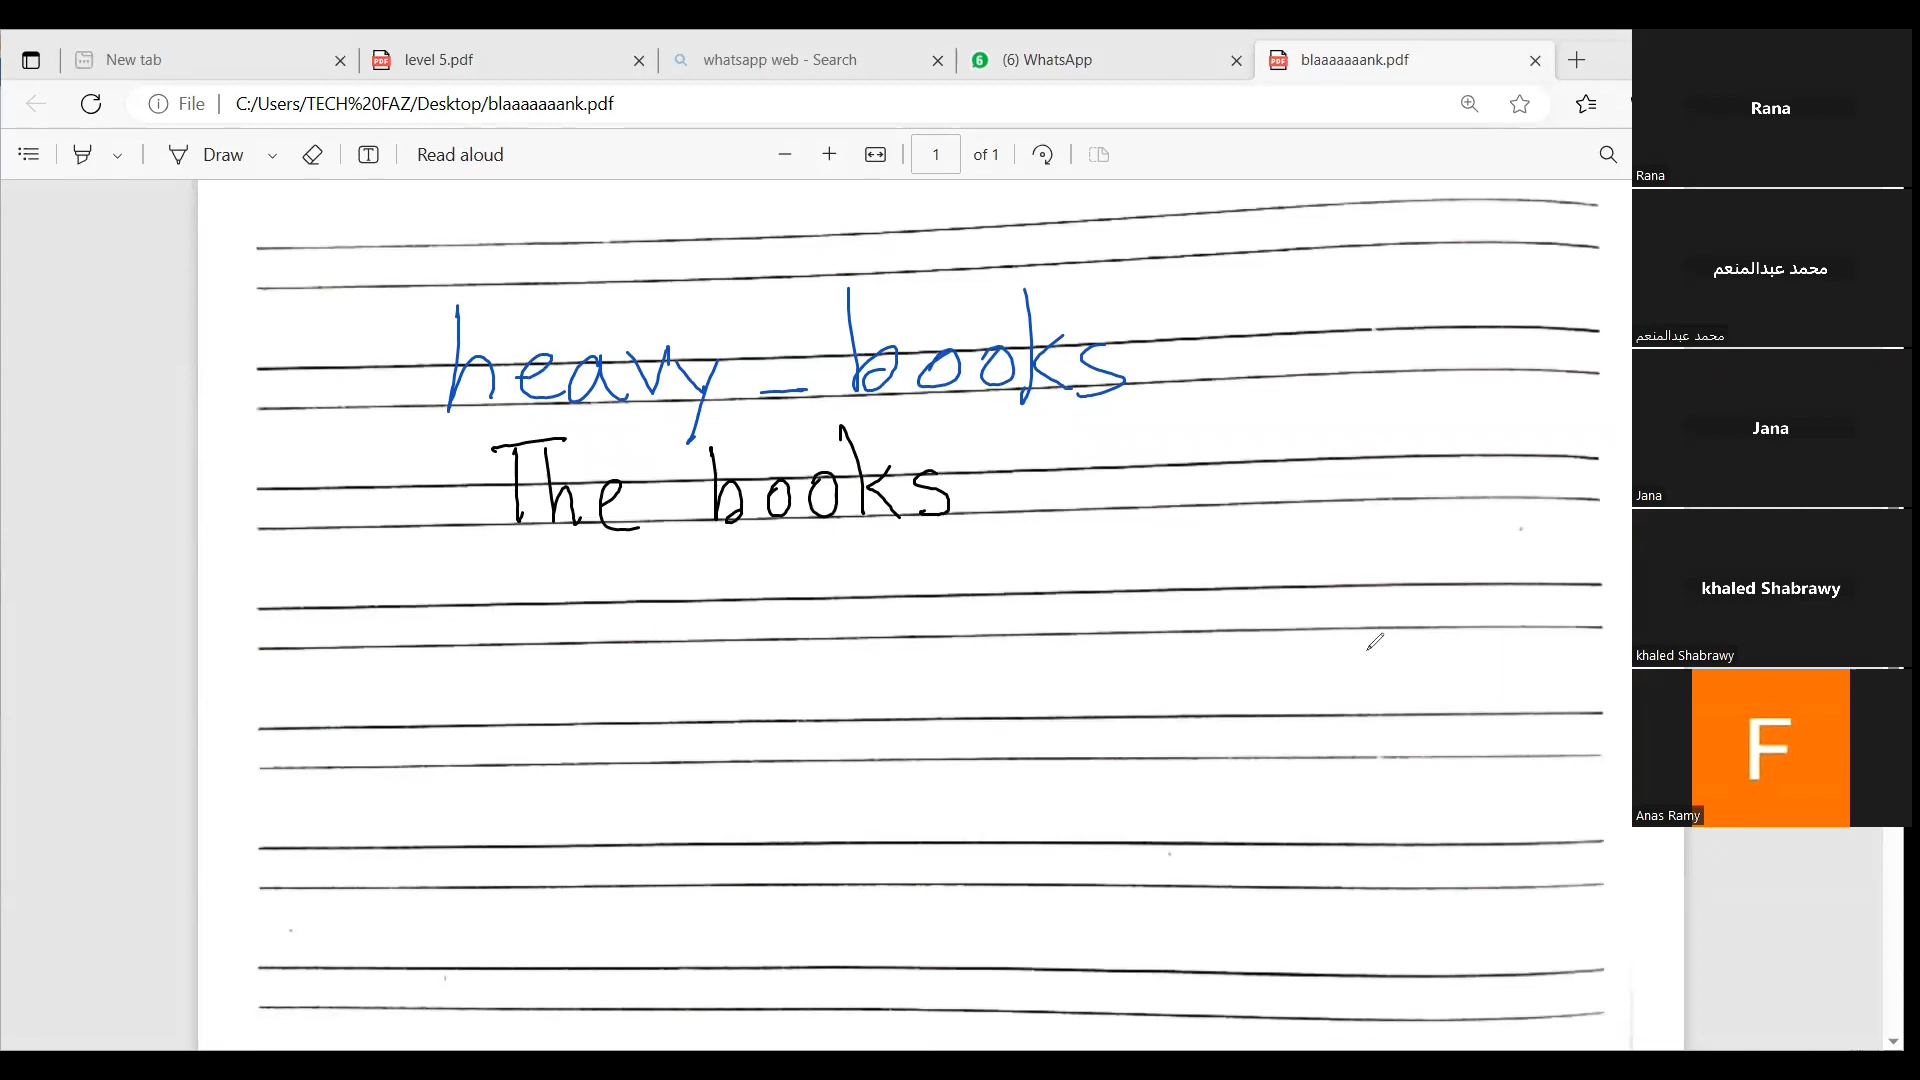 New tab
level 5.pdf
whatsapp web - Search
6 (6) WhatsApp
blaaaaaaank.pdf
File C:/Users/TECH%20FAZ/Desktop/blaaaaaaank.pdf
Draw
Read aloud
1 of 1
heavy - books
The books
Rana
Rana
محمد عبدالمنعم
محمد عبدالمنعم
Jana
Jana
khaled Shabrawy
khaled Shabrawy
F
Anas Ramy